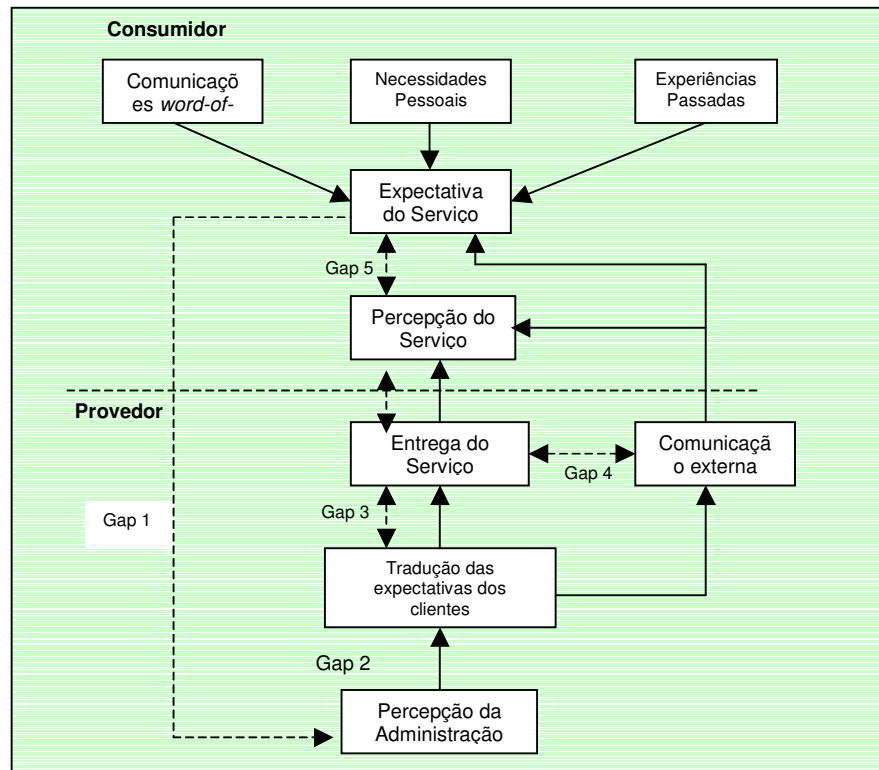 Consumidor
Comunicaçõ
es word-of-
Necessidades
Pessoais
Experiências
Passadas
Expectativa
do Serviço
Gap 5
Percepção do
Serviço
Provedor
Entrega do
Serviço
Gap 4
Comunicaçã
o externa
Gap 1
Gap 3
Tradução das
expectativas dos
clientes
Gap 2
Percepção da
Administração